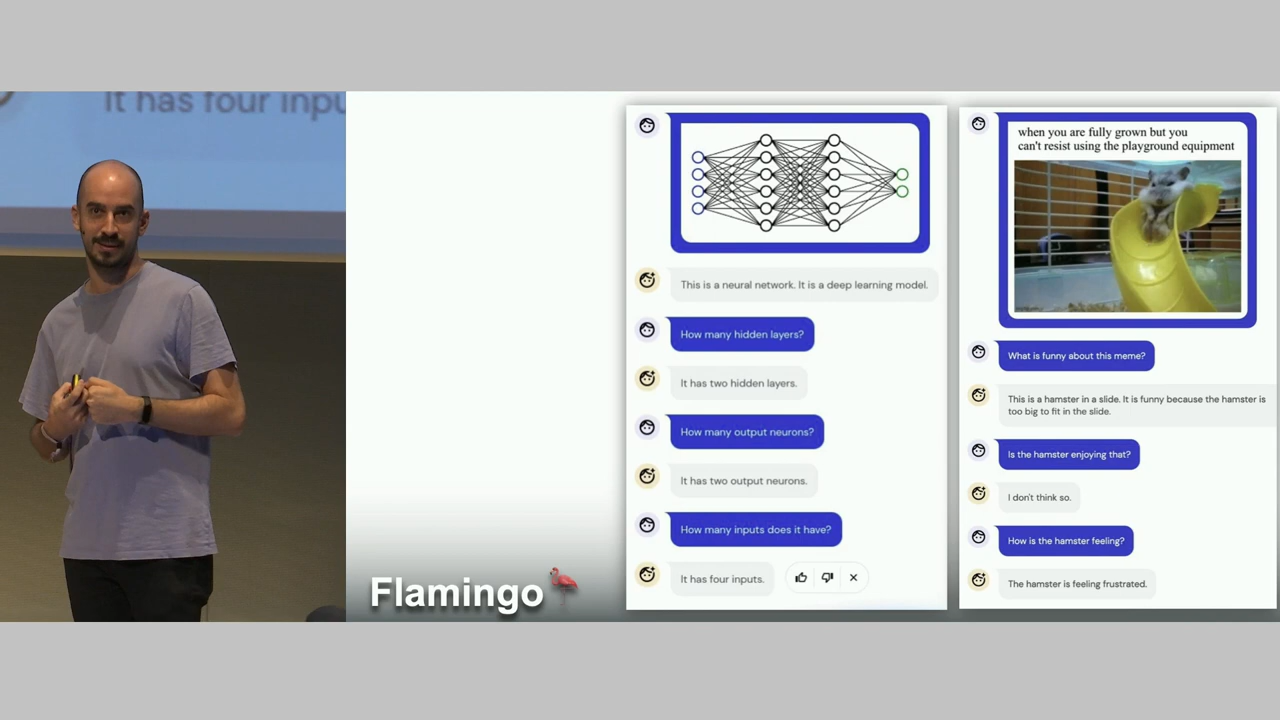 It has four inpu
Flamingo
This is a neural network. It is a deep learning model.
How many hidden layers?
It has two hidden layers.
How many output neurons?
It has two output neurons.
How many inputs does it have?
It has four inputs.
when you are fully grown but you
can't resist using the playground equipment
What is funny about this meme?
This is a hamster in a slide. It is funny because the hamster is
too big to fit in the slide.
Is the hamster enjoying that?
I don't think so.
How is the hamster feeling?
The hamster is feeling frustrated.